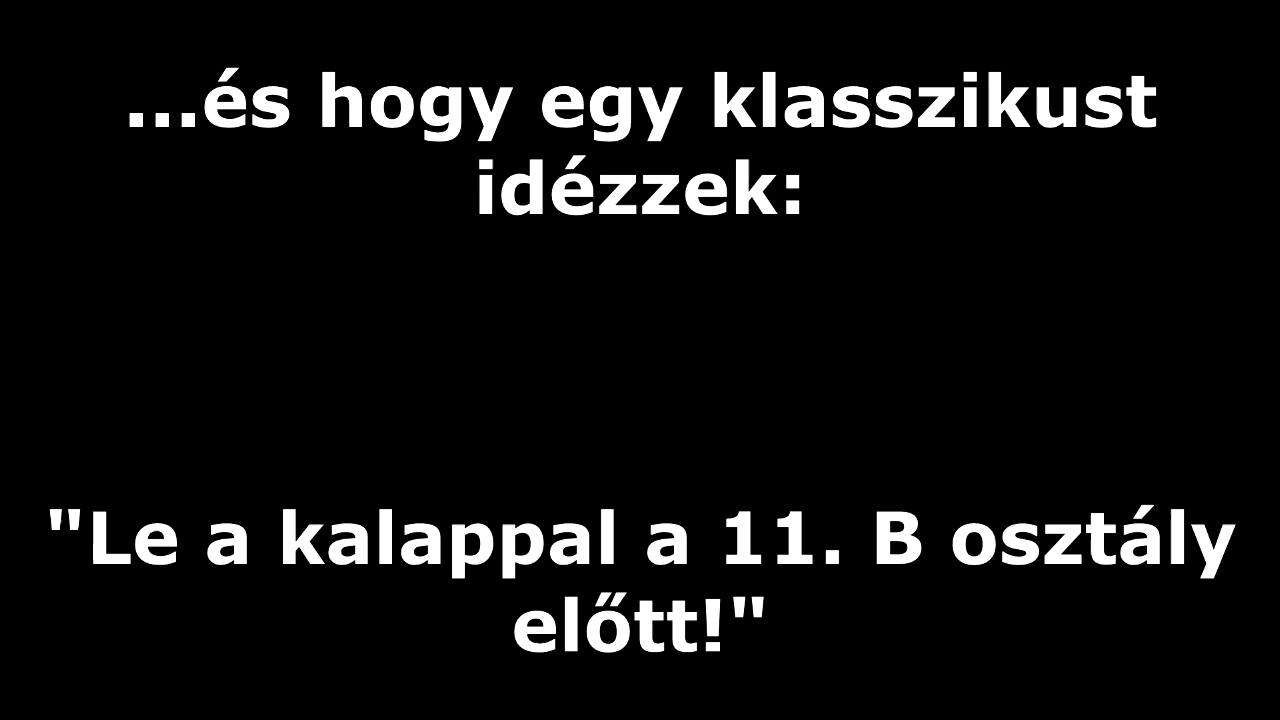 ...és hogy egy klasszikust
idézzek:
"Le a kalappal a 11. B osztály
előtt!"